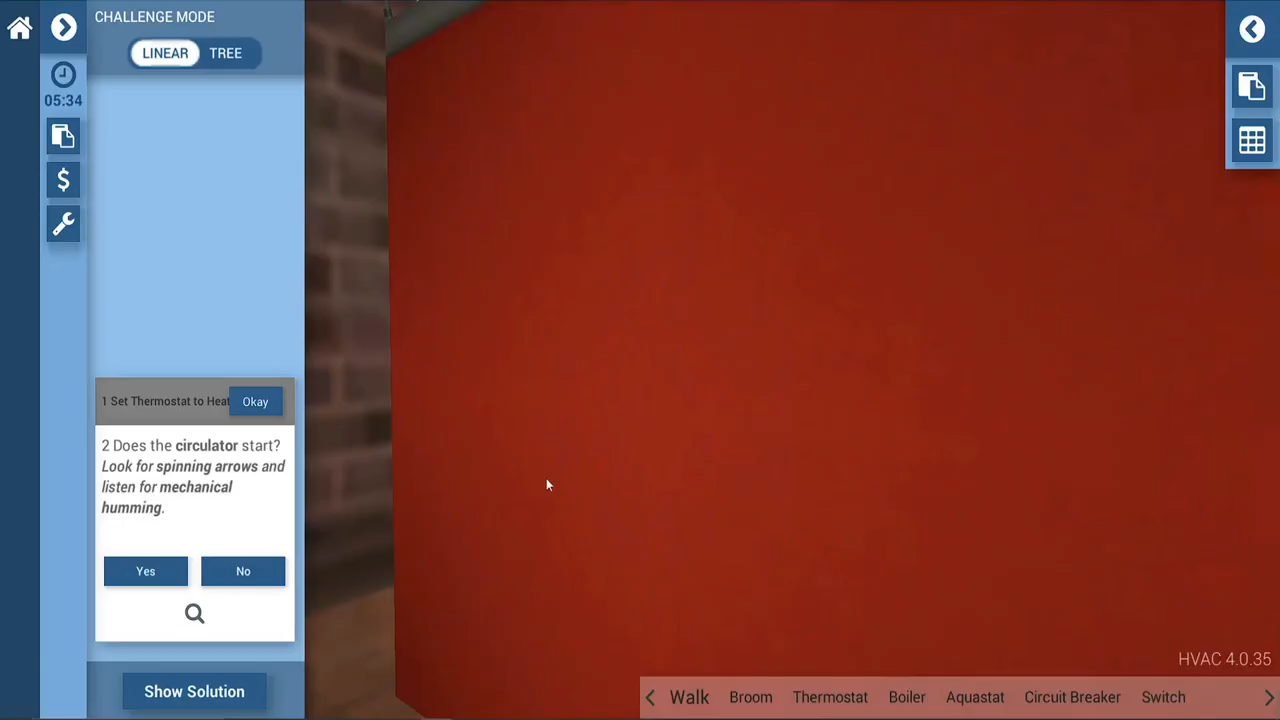 CHALLENGE MODE
LINEAR TREE
05:34
$
1 Set Thermostat to Heat Okay
2 Does the circulator start?
Look for spinning arrows and
listen for mechanical
humming.
Yes No
Show Solution
HVAC 4.0.35
Walk Broom Thermostat Boiler Aquastat Circuit Breaker Switch